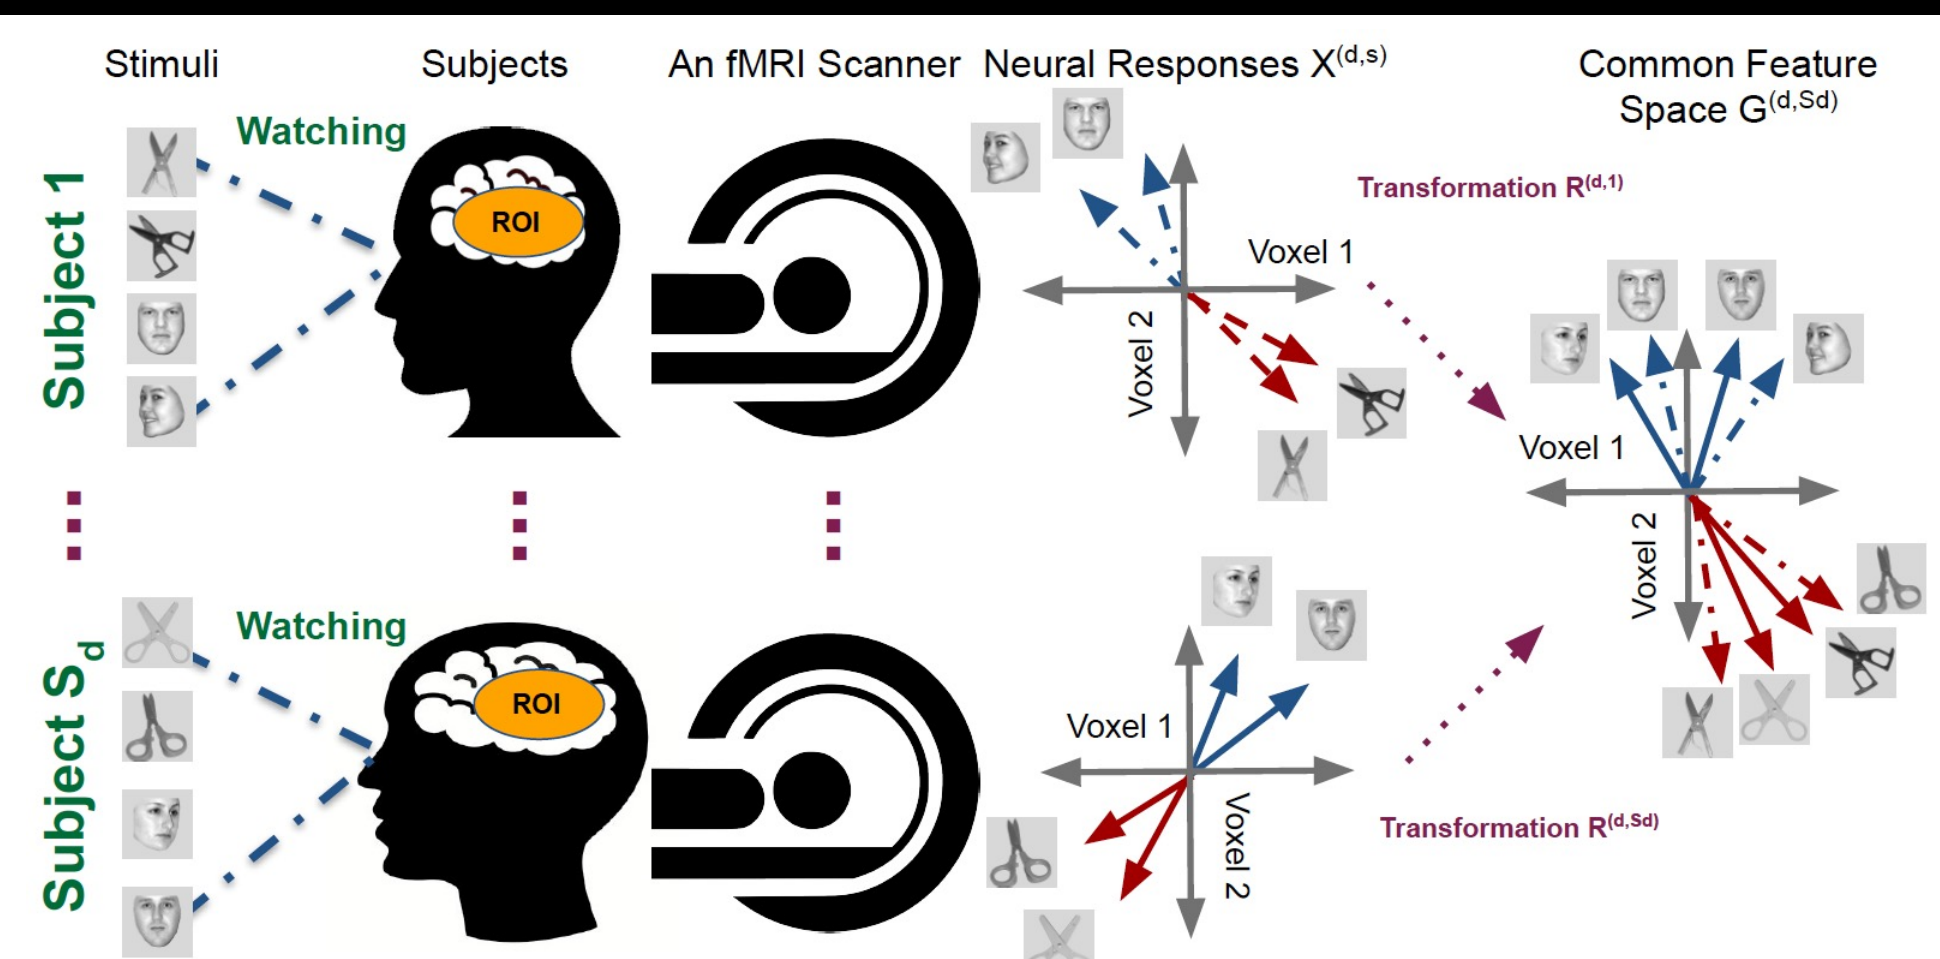 Stimuli
Subjects
An fMRI Scanner
Neural Responses X^(d,s)
Common Feature
Space G^(d,Sd)
Subject 1
Watching
ROI
Voxel 1
Voxel 2
Transformation R^(d,1)
Voxel 1
Voxel 2
Subject S_d
Watching
ROI
Voxel 1
Voxel 2
Transformation R^(d,Sd)